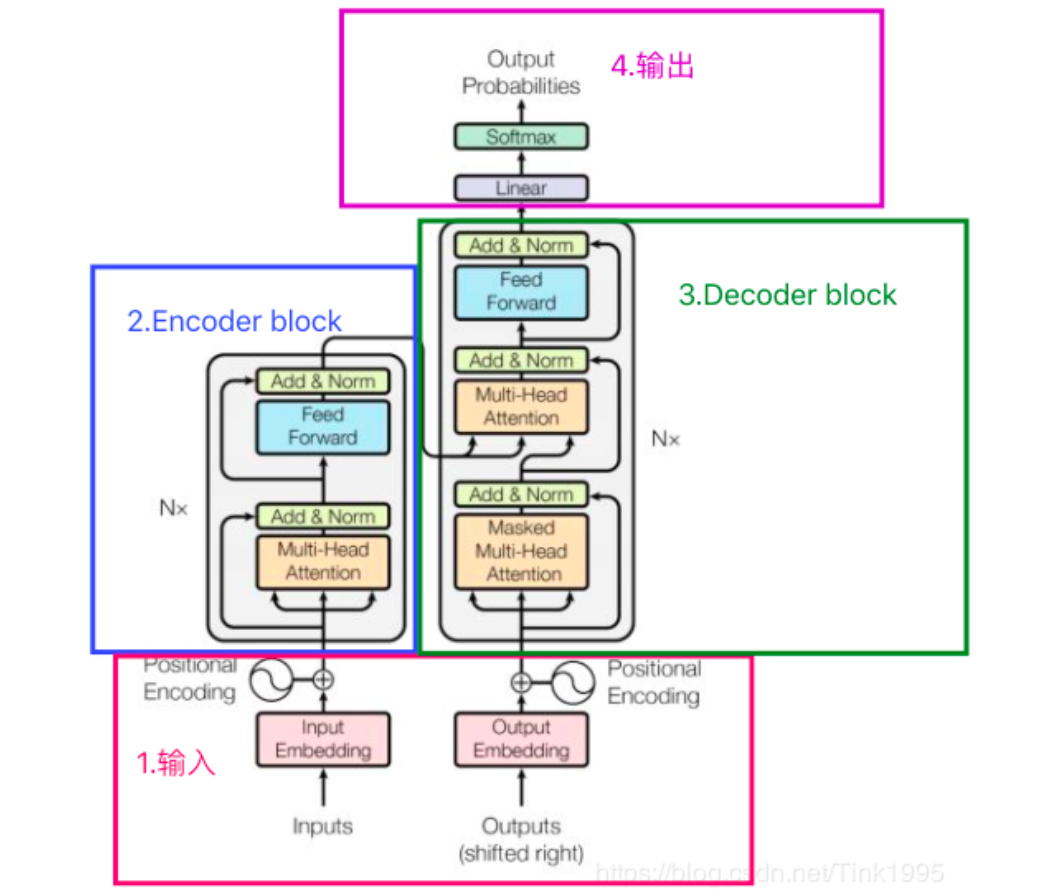 4.输出
Output
Probabilities
Softmax
Linear
3.Decoder block
Add & Norm
Feed
Forward
Add & Norm
Multi-Head
Attention
N×
Add & Norm
Masked
Multi-Head
Attention
2.Encoder block
Add & Norm
Feed
Forward
N×
Add & Norm
Multi-Head
Attention
1.输入
Positional
Encoding
Input
Embedding
Inputs
Positional
Encoding
Output
Embedding
Outputs
(shifted right)
https://blog.csdn.net/Tink1995